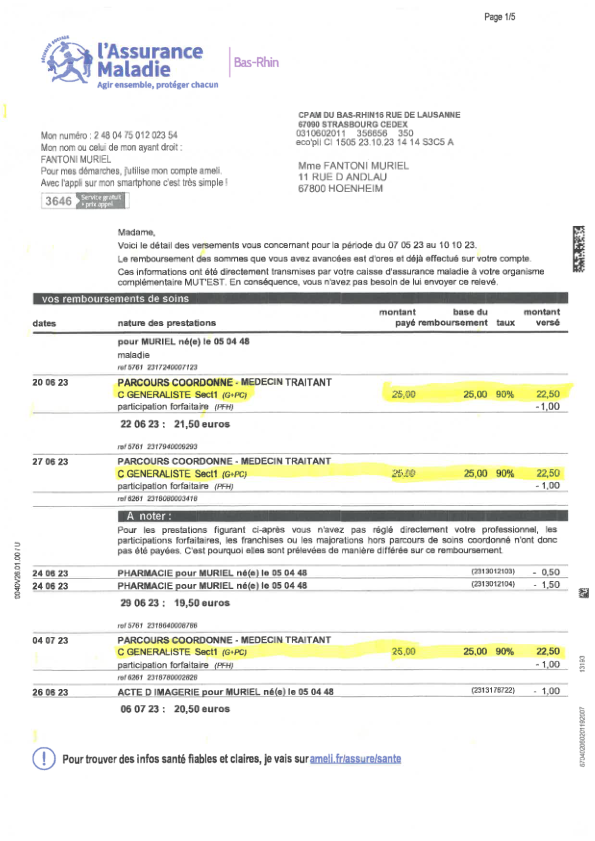 Page 1/5
l'Assurance
Maladie
Bas-Rhin
Agir ensemble, protéger chacun
CPAM DU BAS-RHIN16 RUE DE LAUSANNE
67090 STRASBOURG CEDEX
0310602011 356656 350
eco'pli CI 1505 23.10.23 14 14 S3C5 A
Mon numéro : 2 48 04 75 012 023 54
Mon nom ou celui de mon ayant droit :
FANTONI MURIEL
Pour mes démarches, j'utilise mon compte ameli.
Avec l'appli sur mon smartphone c'est très simple !
3646 Service gratuit + prix appel
Mme FANTONI MURIEL
11 RUE D ANDLAU
67800 HOENHEIM
Madame,
Voici le détail des versements vous concernant pour la période du 07 05 23 au 10 10 23.
Le remboursement des sommes que vous avez avancées est d'ores et déjà effectué sur votre compte.
Ces informations ont été directement transmises par votre caisse d'assurance maladie à votre organisme
complémentaire MUT'EST. En conséquence, vous n'avez pas besoin de lui envoyer ce relevé.
vos remboursements de soins
dates nature des prestations montant payé base du remboursement taux montant versé
pour MURIEL né(e) le 05 04 48
maladie
ref 5761 2317240007123
20 06 23 PARCOURS COORDONNE - MEDECIN TRAITANT
C GENERALISTE Sect1 (G+PC) 25,00 25,00 90% 22,50
participation forfaitaire (PFH) -1,00
22 06 23 : 21,50 euros
ref 5761 2317940009293
27 06 23 PARCOURS COORDONNE - MEDECIN TRAITANT
C GENERALISTE Sect1 (G+PC) 25,00 25,00 90% 22,50
participation forfaitaire (PFH) - 1,00
ref 6261 2318080003416
A noter :
Pour les prestations figurant ci-après vous n'avez pas réglé directement votre professionnel, les
participations forfaitaires, les franchises ou les majorations hors parcours de soins coordonné n'ont donc
pas été payées. C'est pourquoi elles sont prélevées de manière différée sur ce remboursement.
24 06 23 PHARMACIE pour MURIEL né(e) le 05 04 48 (2313012103) - 0,50
24 06 23 PHARMACIE pour MURIEL né(e) le 05 04 48 (2313012104) - 1,50
29 06 23 : 19,50 euros
ref 5761 2318640008786
04 07 23 PARCOURS COORDONNE - MEDECIN TRAITANT
C GENERALISTE Sect1 (G+PC) 25,00 25,00 90% 22,50
participation forfaitaire (PFH) -1,00
ref 6261 2318780002626
26 06 23 ACTE D IMAGERIE pour MURIEL né(e) le 05 04 48 (2313178722) - 1,00
06 07 23 : 20,50 euros
Pour trouver des infos santé fiables et claires, je vais sur ameli.fr/assure/sante
13193